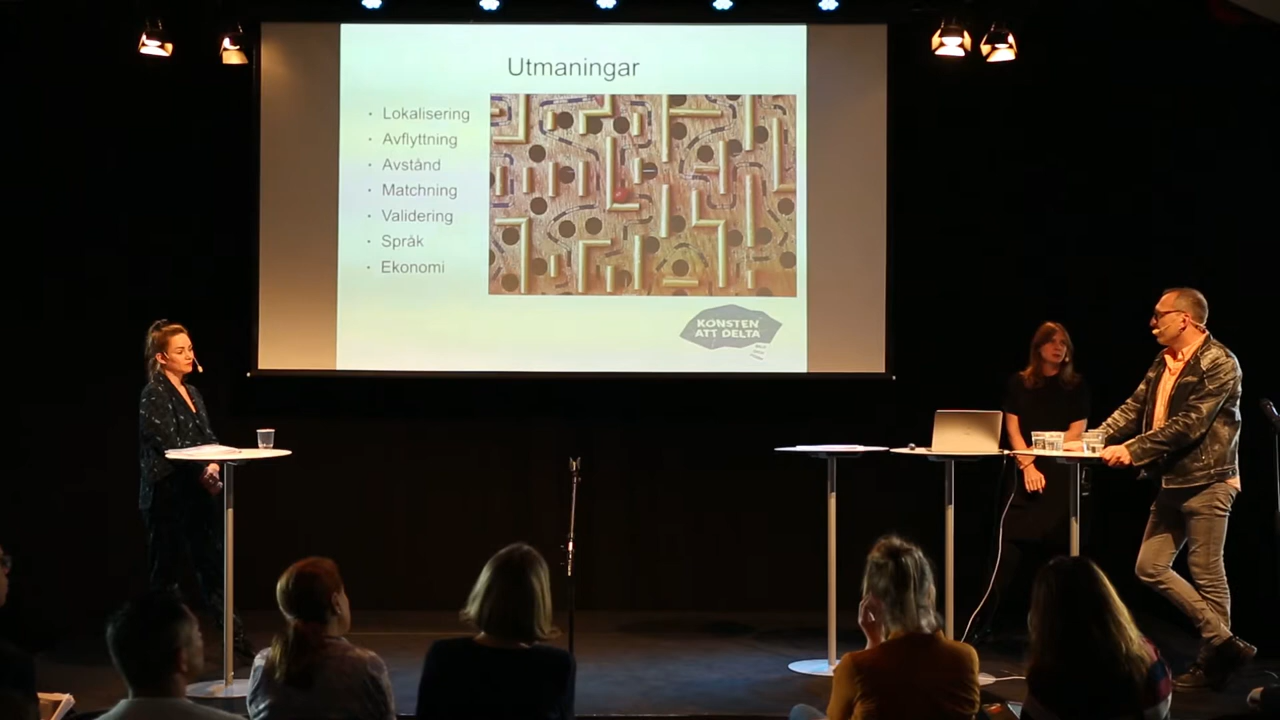 Utmaningar
· Lokalisering
· Avflyttning
· Avstånd
· Matchning
· Validering
· Språk
· Ekonomi
KONSTEN
ATT DELTA